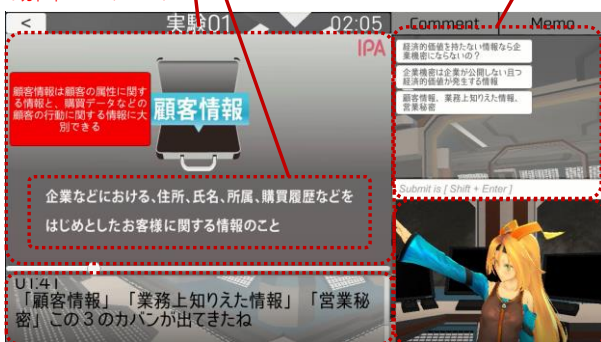 <
実験01
02:05
Comment
Memo
IPA
顧客情報は顧客の属性に関す
る情報と、購買データなどの
顧客の行動に関する情報に大
別できる
顧客情報
企業などにおける、住所、氏名、所属、購買履歴などを
はじめとしたお客様に関する情報のこと
経済的価値を持たない情報なら企
業機密にならないの?
企業機密は企業が公開しない且つ
経済的価値が発生する情報
顧客情報、業務上知りえた情報、
営業秘密
Submit is [ Shift + Enter ]
01:41
「顧客情報」「業務上知りえた情報」「営業秘
密」この3のカバンが出てきたね